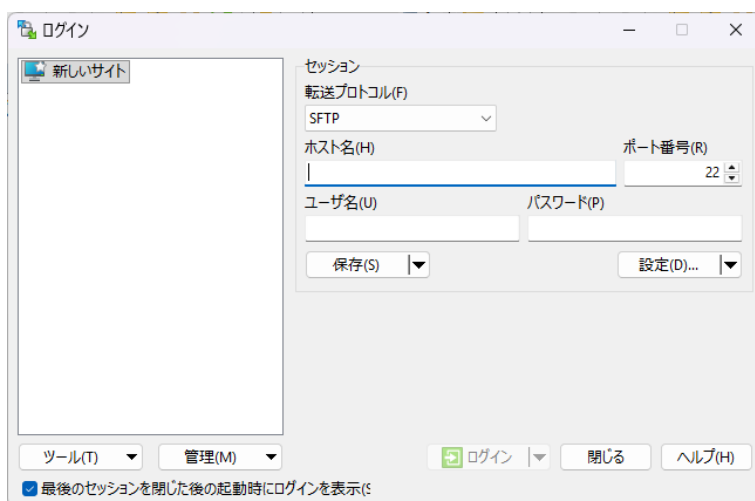 ログイン
新しいサイト
セッション
転送プロトコル(F)
SFTP
ホスト名(H)
ポート番号(R)
22
ユーザ名(U)
パスワード(P)
保存(S)
設定(D)...
ツール(T)
管理(M)
ログイン
閉じる
ヘルプ(H)
最後のセッションを閉じた後の起動時にログインを表示(S